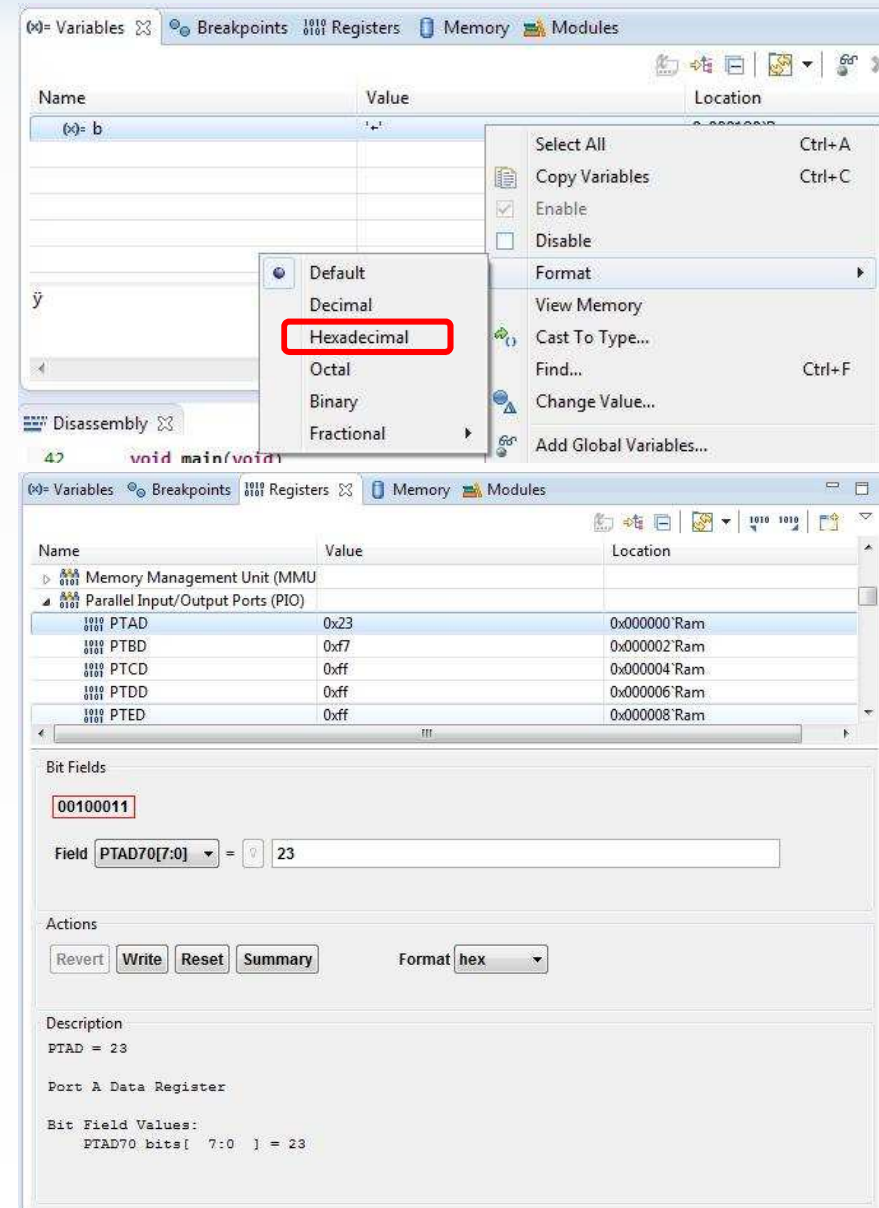 (x)= Variables Breakpoints Registers Memory Modules
Name Value Location
(x)= b '←'
Select All Ctrl+A
Copy Variables Ctrl+C
Enable
Disable
Format
View Memory
Cast To Type...
Find... Ctrl+F
Change Value...
Add Global Variables...
Default
Decimal
Hexadecimal
Octal
Binary
Fractional
ÿ
Disassembly
42 void main(void)
(x)= Variables Breakpoints Registers Memory Modules
Name Value Location
Memory Management Unit (MMU
Parallel Input/Output Ports (PIO)
PTAD 0x23 0x000000`Ram
PTBD 0xf7 0x000002`Ram
PTCD 0xff 0x000004`Ram
PTDD 0xff 0x000006`Ram
PTED 0xff 0x000008`Ram
Bit Fields
00100011
Field PTAD70[7:0] = ? 23
Actions
Revert Write Reset Summary Format hex
Description
PTAD = 23
Port A Data Register
Bit Field Values:
PTAD70 bits[ 7:0 ] = 23